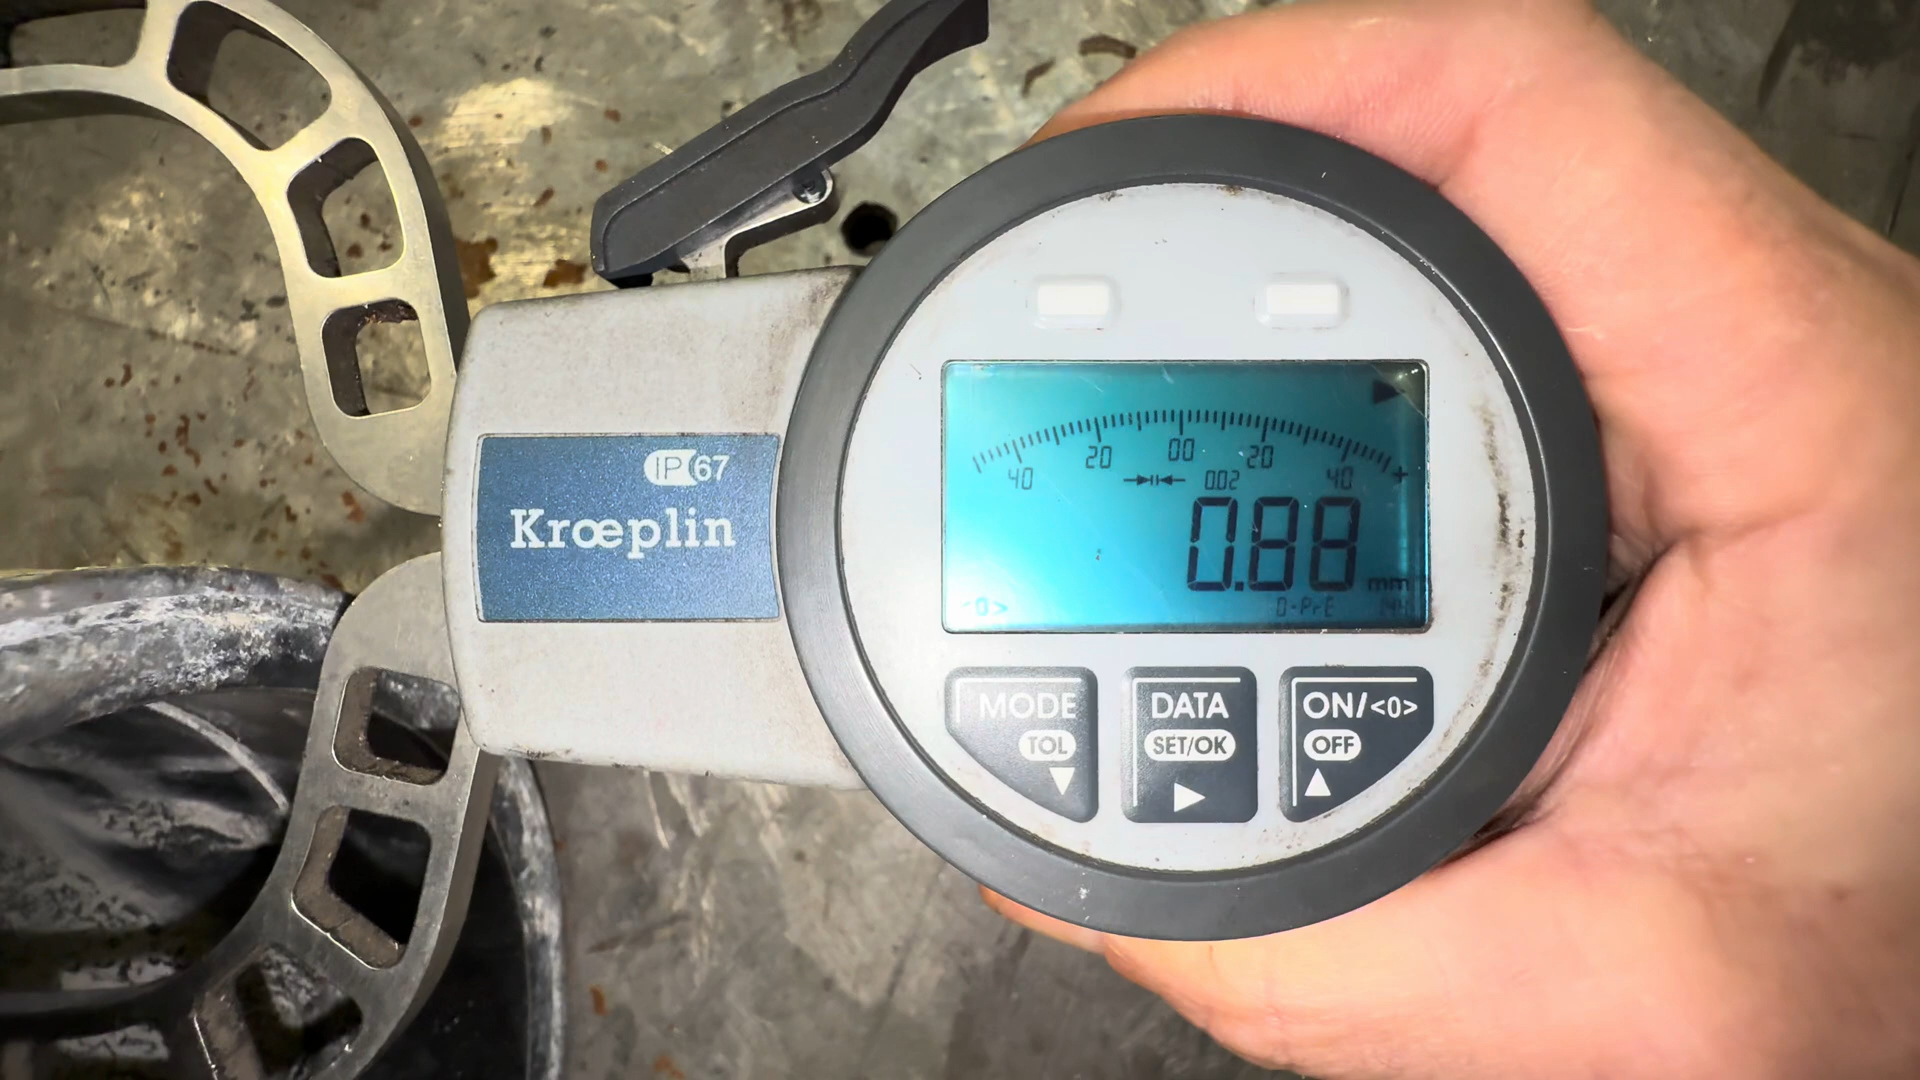 IP67
Krœplin
20 00 20
40 0.02 40 +
0.88 mm
<0> 0-PrE
MODE
TOL
DATA
SET/OK
ON/<0>
OFF